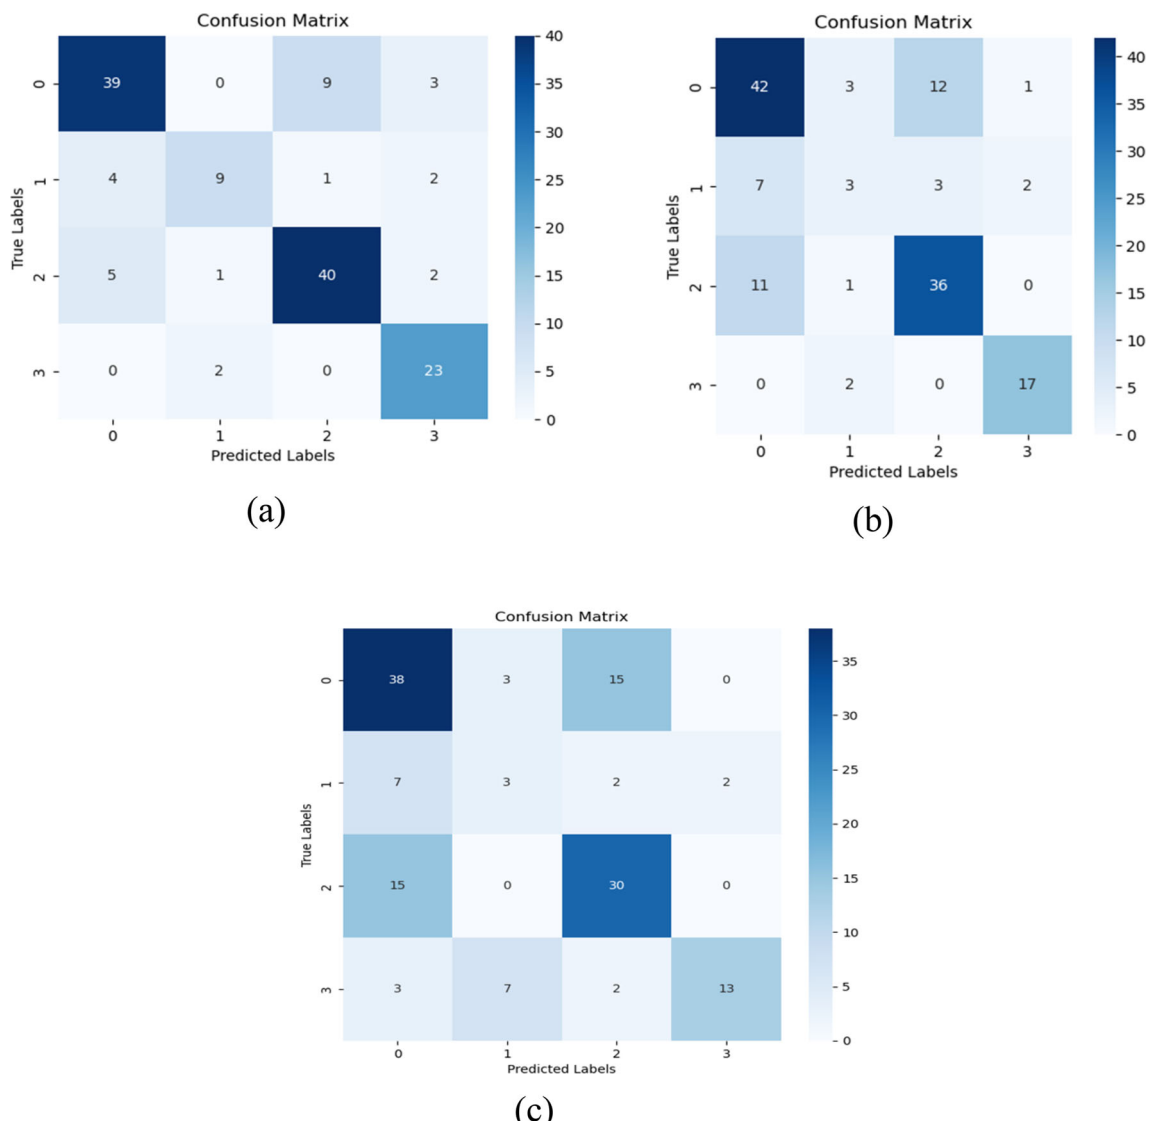 Confusion Matrix
40
0 39 0 9 3
35
30
1 4 9 1 2
25
True Labels
20
2 5 1 40 2
15
10
3 0 2 0 23
5
0
0 1 2 3
Predicted Labels
(a)
Confusion Matrix
40
0 42 3 12 1
35
30
1 7 3 3 2
25
True Labels
20
2 11 1 36 0
15
10
3 0 2 0 17
5
0
0 1 2 3
Predicted Labels
(b)
Confusion Matrix
35
0 38 3 15 0
30
25
1 7 3 2 2
True Labels
20
15
2 15 0 30 0
10
3 3 7 2 13
5
0
0 1 2 3
Predicted Labels
(c)